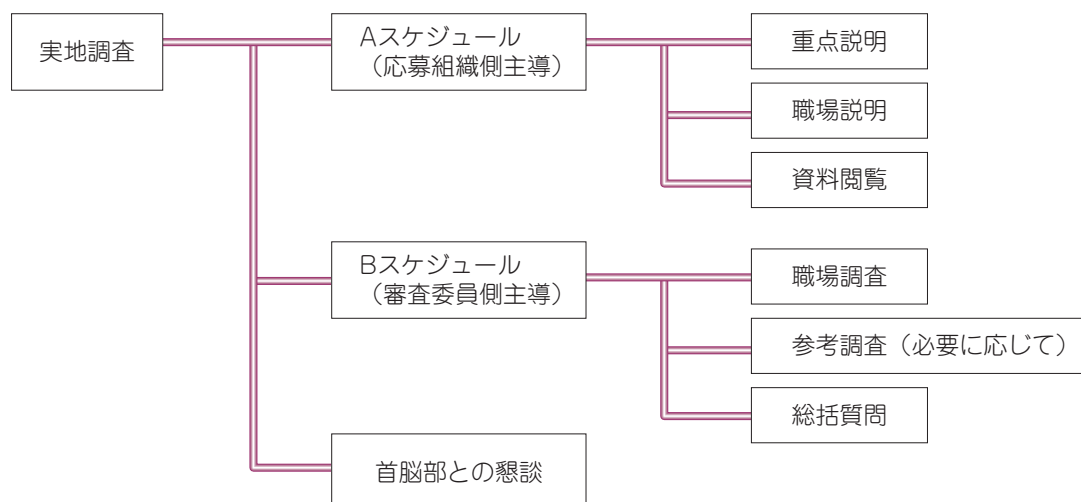 実地調査
Aスケジュール
（応募組織側主導）
重点説明
職場説明
資料閲覧
Bスケジュール
（審査委員側主導）
職場調査
参考調査（必要に応じて）
総括質問
首脳部との懇談